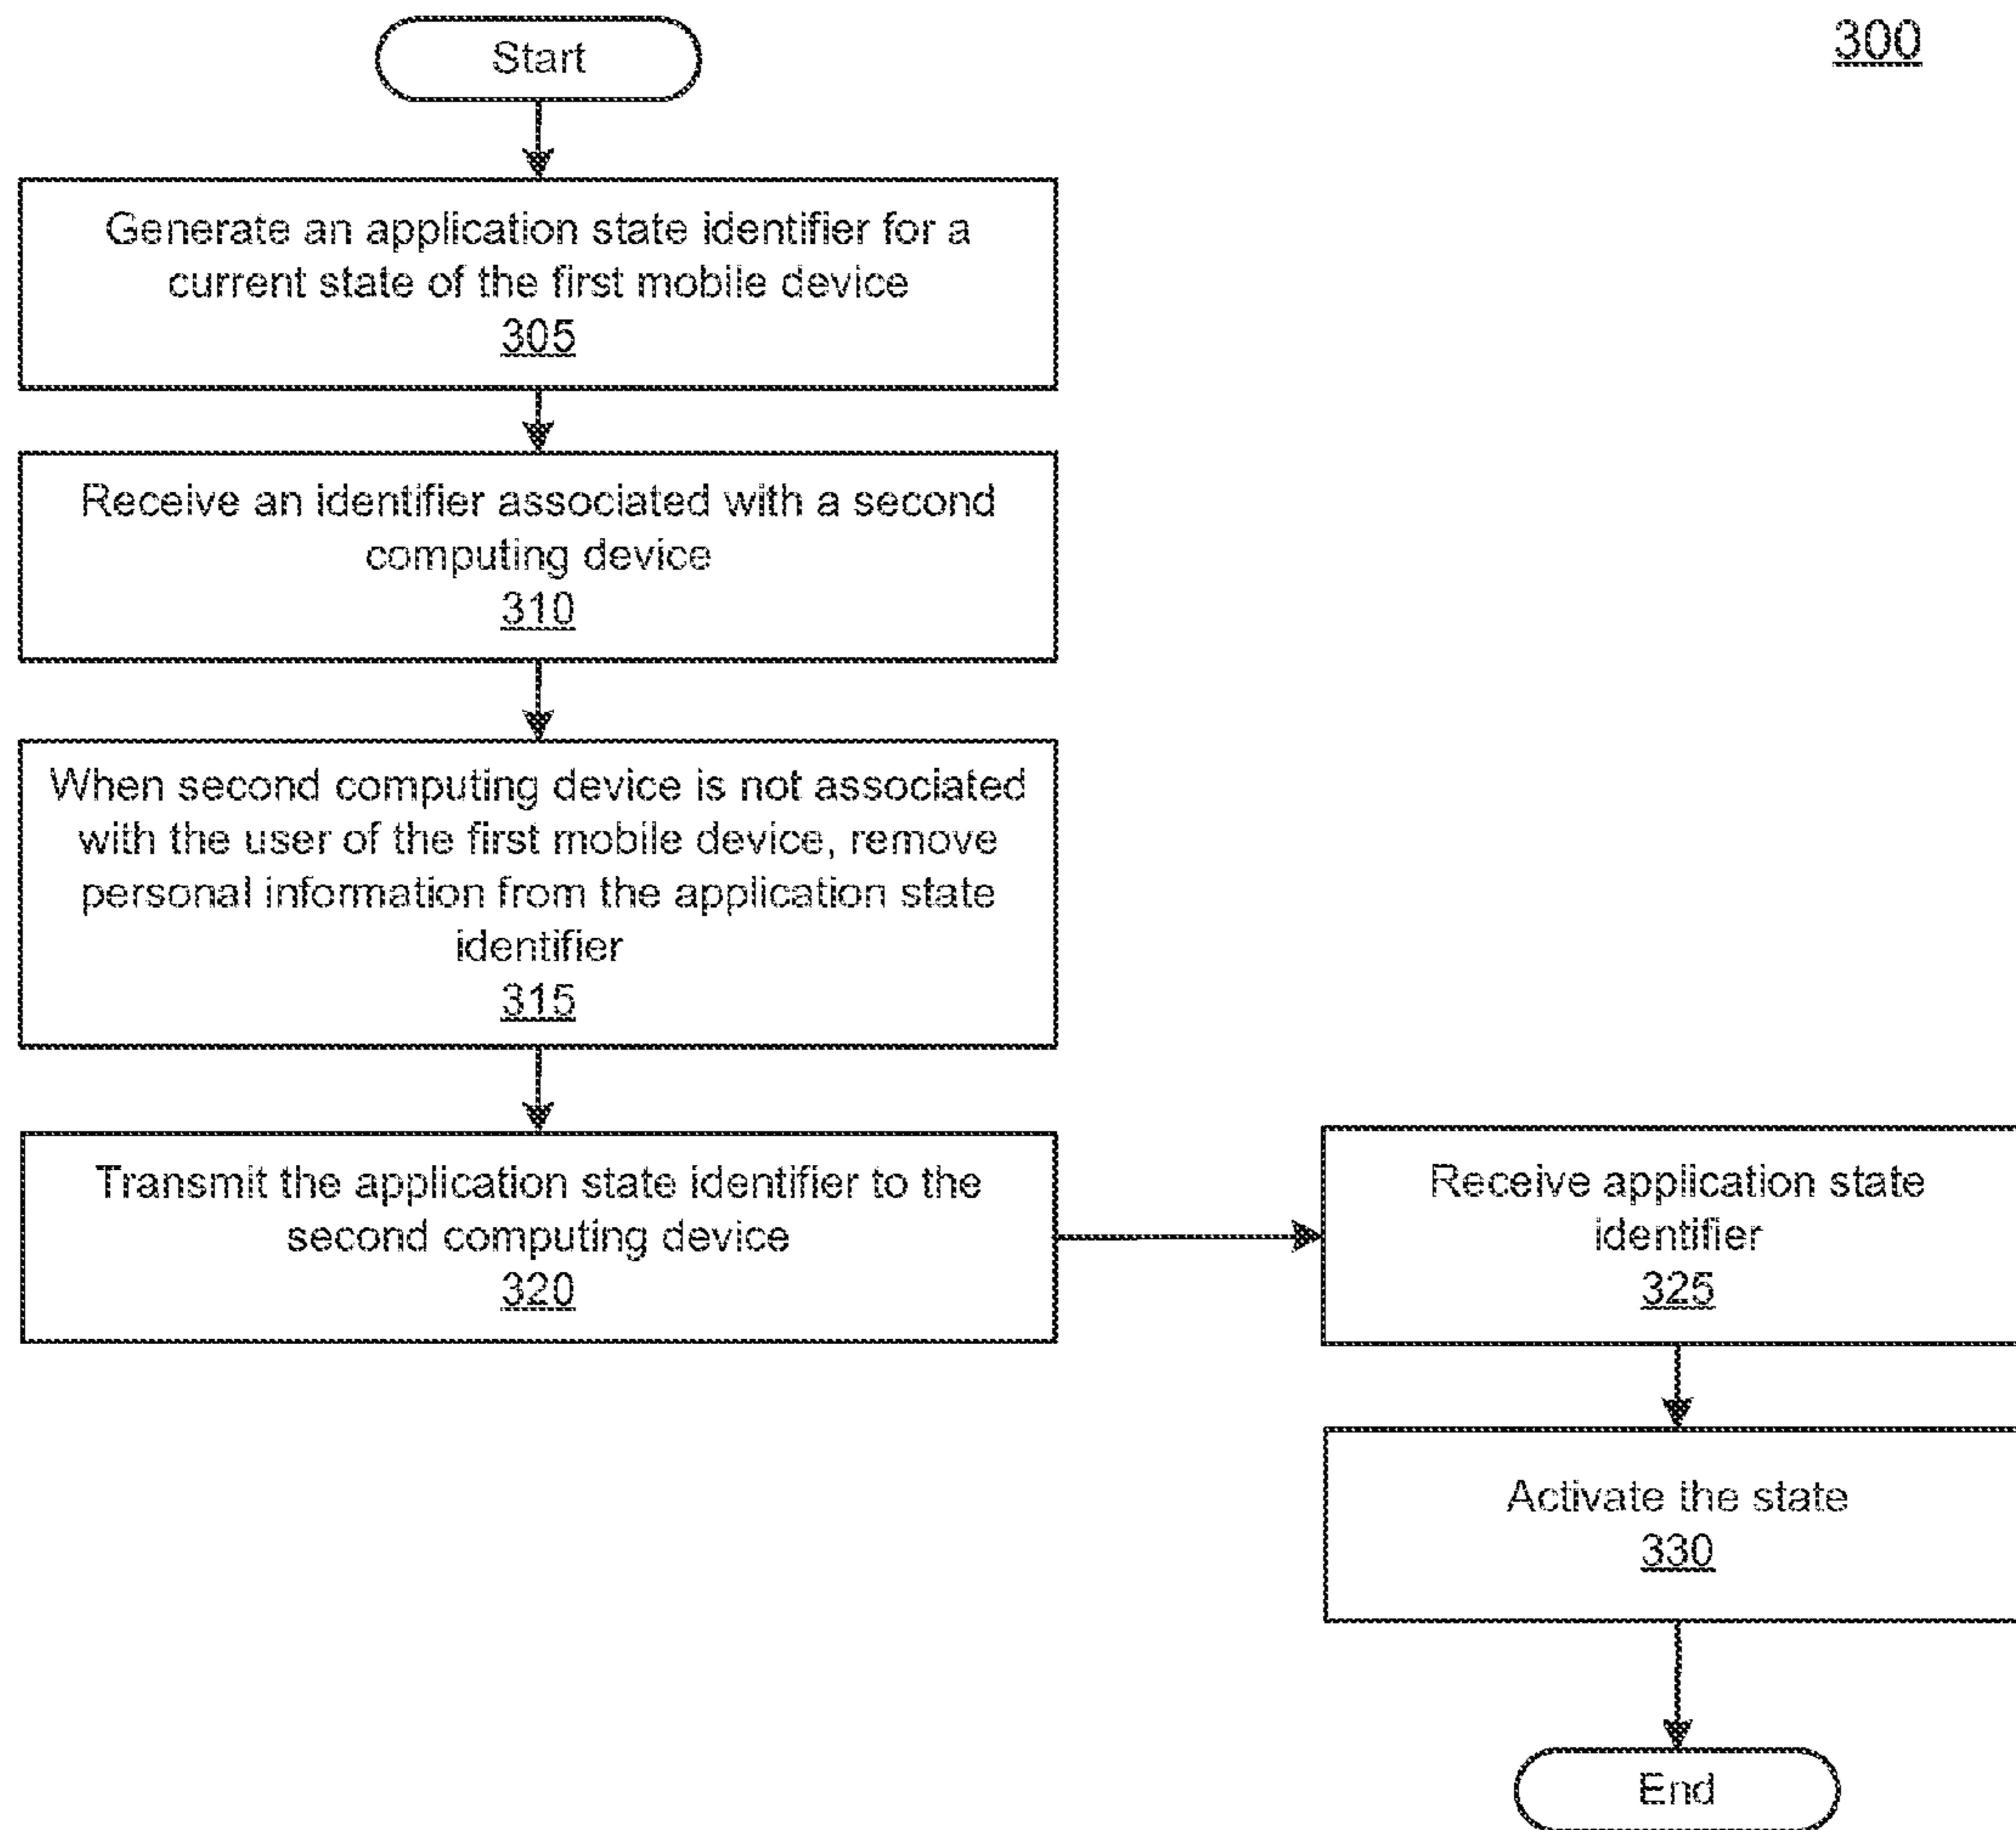 300
Start
Generate an application state identifier for a
current state of the first mobile device
305
Receive an identifier associated with a second
computing device
310
When second computing device is not associated
with the user of the first mobile device, remove
personal information from the application state
identifier
315
Transmit the application state identifier to the
second computing device
320
Receive application state
identifier
325
Activate the state
330
End